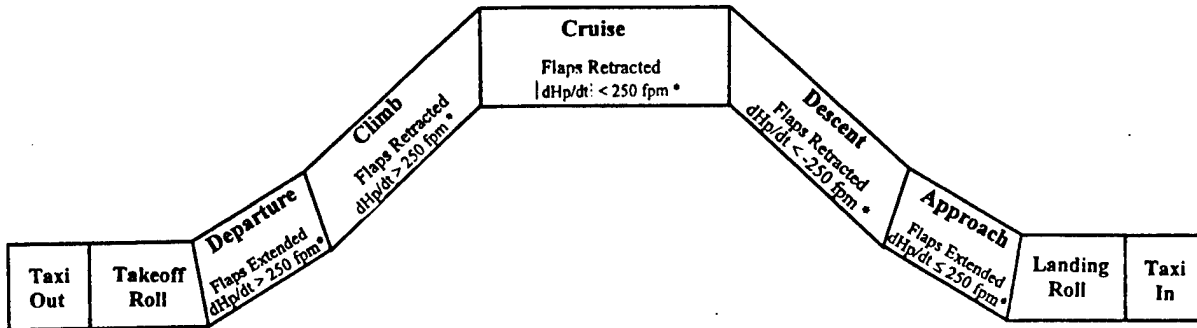 Taxi
Out
Takeoff
Roll
Departure
Flaps Extended
dHp/dt > 250 fpm *
Climb
Flaps Retracted
dHp/dt > 250 fpm *
Cruise
Flaps Retracted
|dHp/dt| < 250 fpm *
Descent
Flaps Retracted
dHp/dt < -250 fpm *
Approach
Flaps Extended
dHp/dt ≤ 250 fpm *
Landing
Roll
Taxi
In